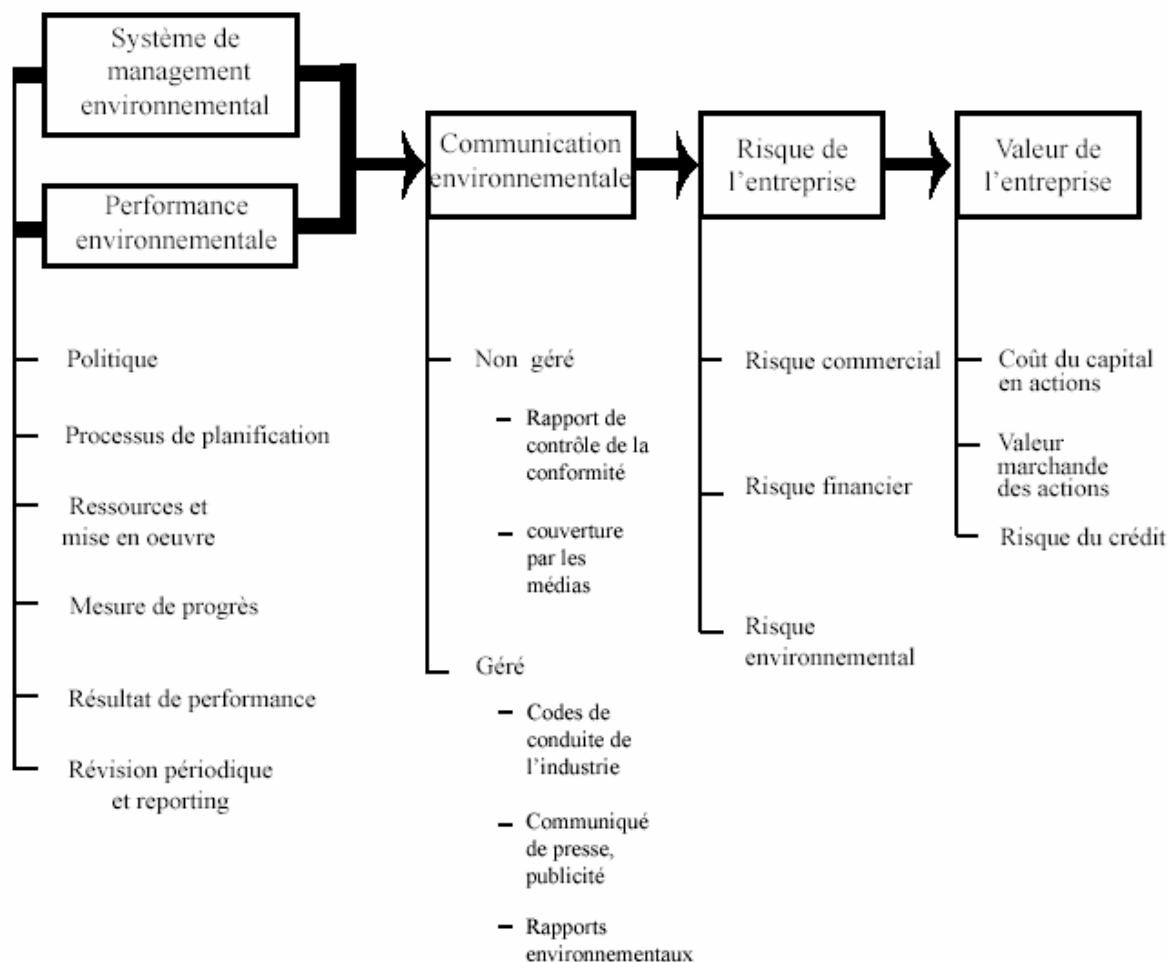 Système de
management
environnemental
Performance
environnementale
Politique
Processus de planification
Ressources et
mise en oeuvre
Mesure de progrès
Résultat de performance
Révision périodique
et reporting
Communication
environnementale
Non géré
– Rapport de
contrôle de la
conformité
– couverture
par les
médias
Géré
– Codes de
conduite de
l'industrie
– Communiqué
de presse,
publicité
– Rapports
environnementaux
Risque de
l'entreprise
Risque commercial
Risque financier
Risque
environnemental
Valeur de
l'entreprise
Coût du capital
en actions
Valeur
marchande
des actions
Risque du crédit